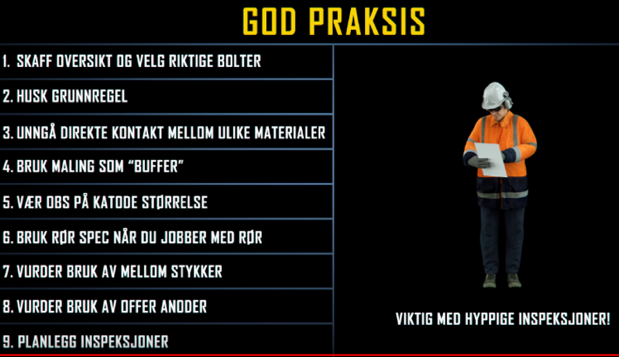 GOD PRAKSIS
1. SKAFF OVERSIKT OG VELG RIKTIGE BOLTER
2. HUSK GRUNNREGEL
3. UNNGÅ DIREKTE KONTAKT MELLOM ULIKE MATERIALER
4. BRUK MALING SOM “BUFFER”
5. VÆR OBS PÅ KATODE STØRRELSE
6. BRUK RØR SPEC NÅR DU JOBBER MED RØR
7. VURDER BRUK AV MELLOM STYKKER
8. VURDER BRUK AV OFFER ANODER
9. PLANLEGG INSPEKSJONER
VIKTIG MED HYPPIGE INSPEKSJONER!